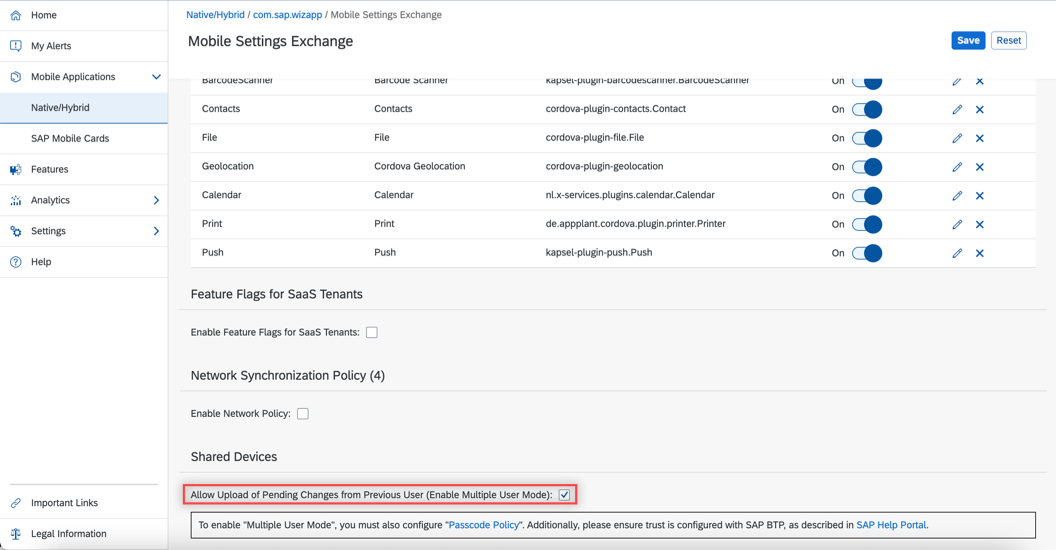 Home
My Alerts
Mobile Applications
Native/Hybrid
SAP Mobile Cards
Features
Analytics
Settings
Help
Important Links
Legal Information
Native/Hybrid / com.sap.wizapp / Mobile Settings Exchange
Mobile Settings Exchange
Save Reset
BarcodeScanner Barcode Scanner kapsel-plugin-barcodescanner.BarcodeScanner On
Contacts Contacts cordova-plugin-contacts.Contact On
File File cordova-plugin-file.File On
Geolocation Cordova Geolocation cordova-plugin-geolocation On
Calendar Calendar nl.x-services.plugins.calendar.Calendar On
Print Print de.appplant.cordova.plugin.printer.Printer On
Push Push kapsel-plugin-push.Push On
Feature Flags for SaaS Tenants
Enable Feature Flags for SaaS Tenants:
Network Synchronization Policy (4)
Enable Network Policy:
Shared Devices
Allow Upload of Pending Changes from Previous User (Enable Multiple User Mode):
To enable "Multiple User Mode", you must also configure "Passcode Policy". Additionally, please ensure trust is configured with SAP BTP, as described in SAP Help Portal.